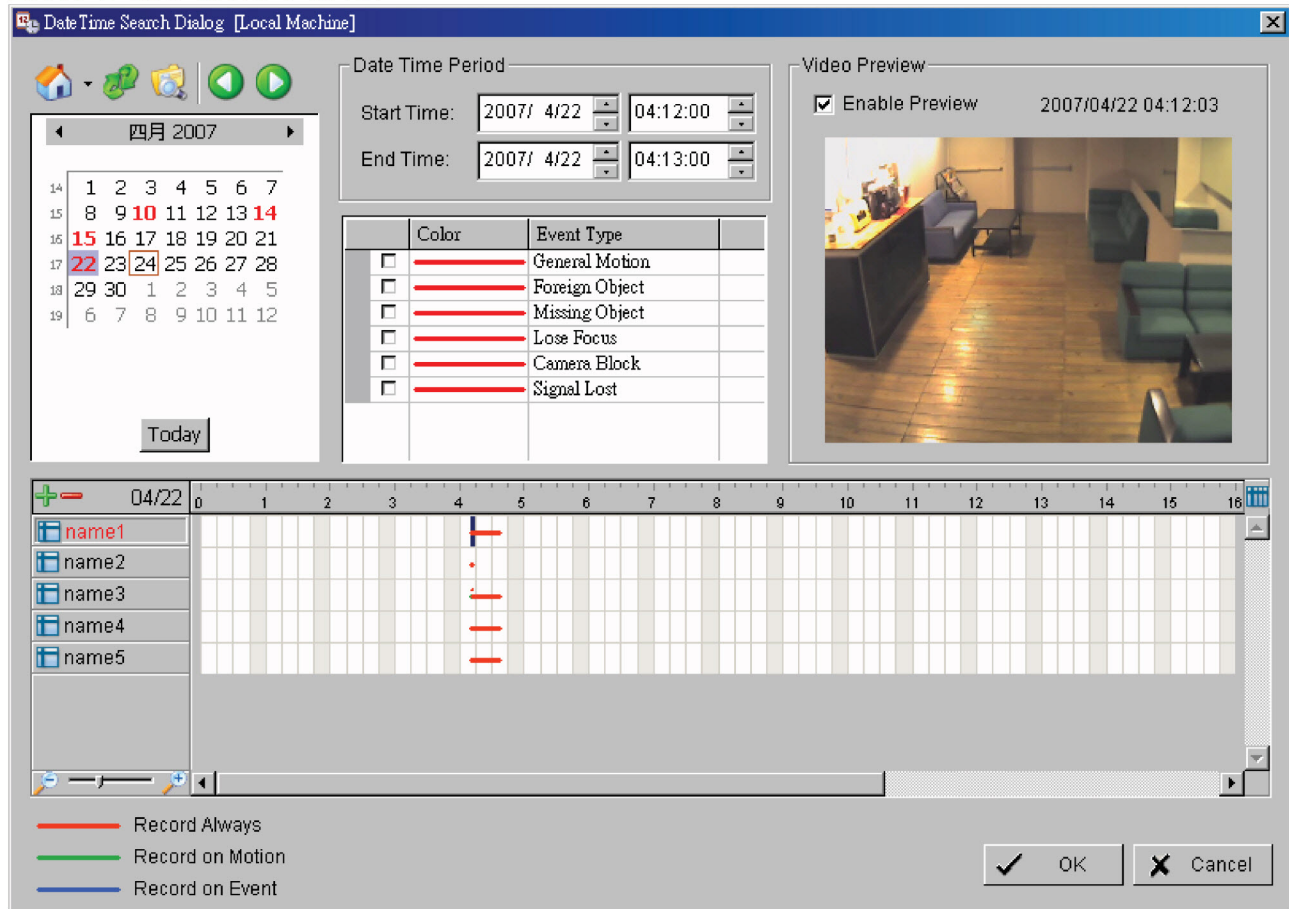 DateTime Search Dialog [Local Machine]
四月 2007
14 1 2 3 4 5 6 7
15 8 9 10 11 12 13 14
16 15 16 17 18 19 20 21
17 22 23 24 25 26 27 28
18 29 30 1 2 3 4 5
19 6 7 8 9 10 11 12
Today
Date Time Period
Start Time: 2007/ 4/22 04:12:00
End Time: 2007/ 4/22 04:13:00
Color Event Type
General Motion
Foreign Object
Missing Object
Lose Focus
Camera Block
Signal Lost
Video Preview
Enable Preview 2007/04/22 04:12:03
04/22 0 1 2 3 4 5 6 7 8 9 10 11 12 13 14 15 16
name1
name2
name3
name4
name5
Record Always
Record on Motion
Record on Event
OK
Cancel